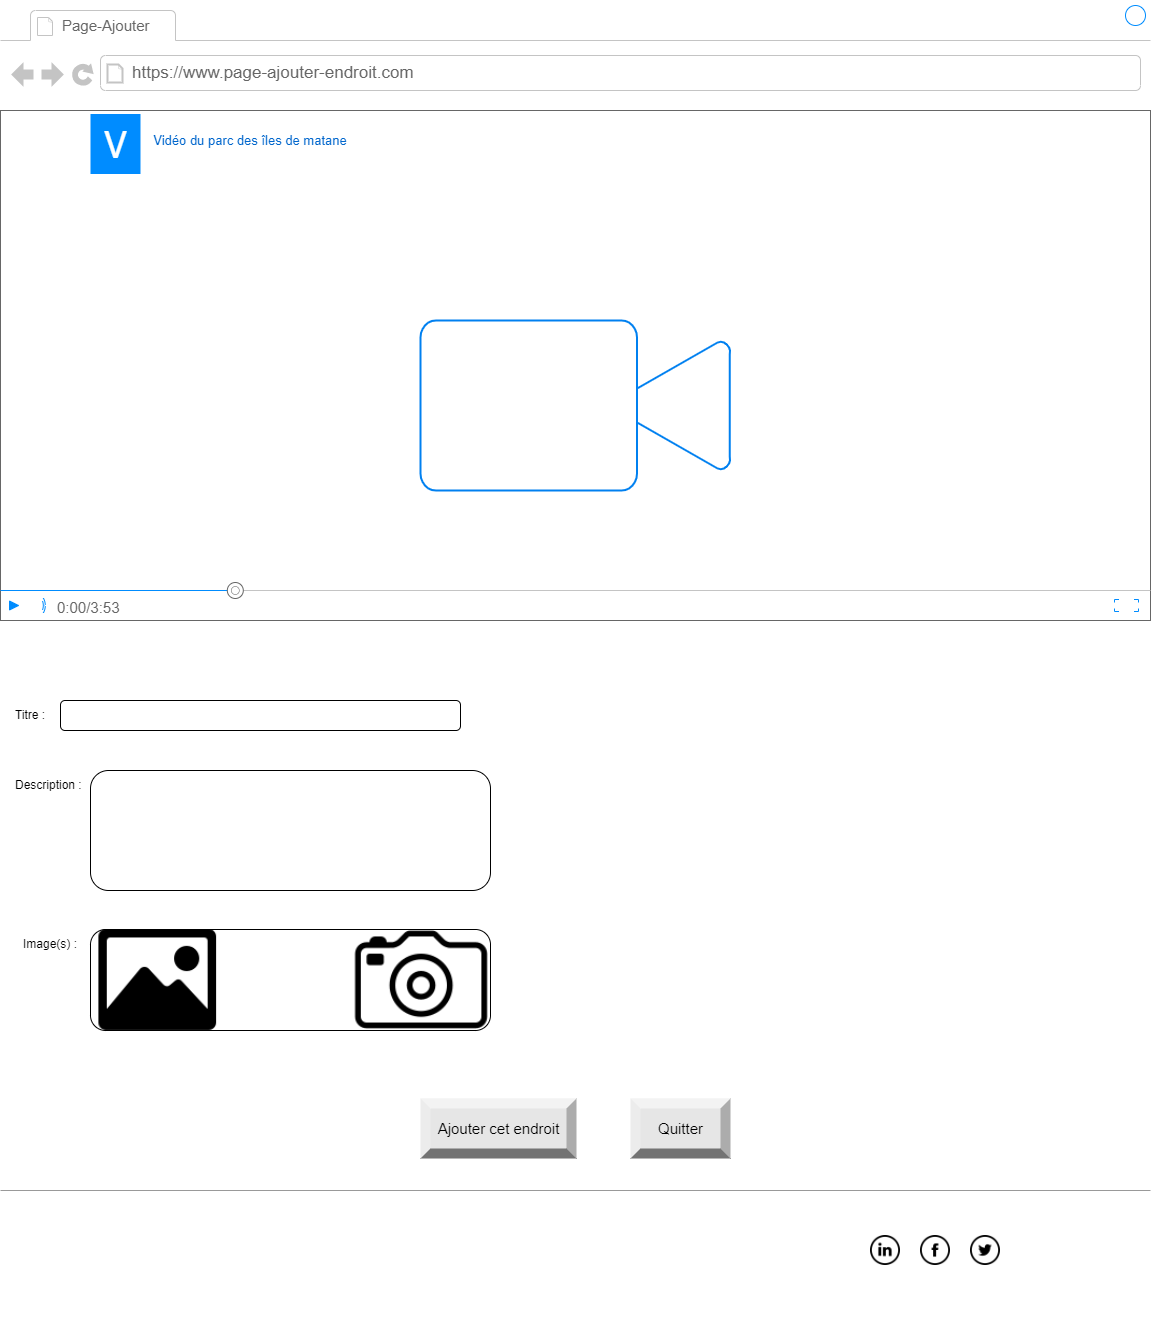 Page-Ajouter
https://www.page-ajouter-endroit.com
V
Vidéo du parc des îles de matane
0:00/3:53
Titre :
Description :
Image(s) :
Ajouter cet endroit
Quitter
in
f